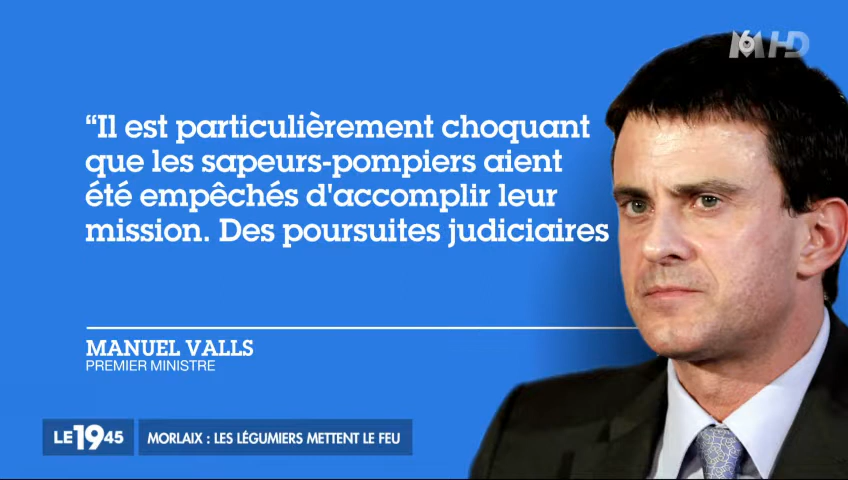 M6 HD
“Il est particulièrement choquant
que les sapeurs-pompiers aient
été empêchés d'accomplir leur
mission. Des poursuites judiciaires
MANUEL VALLS
PREMIER MINISTRE
LE 19 45 MORLAIX : LES LÉGUMIERS METTENT LE FEU